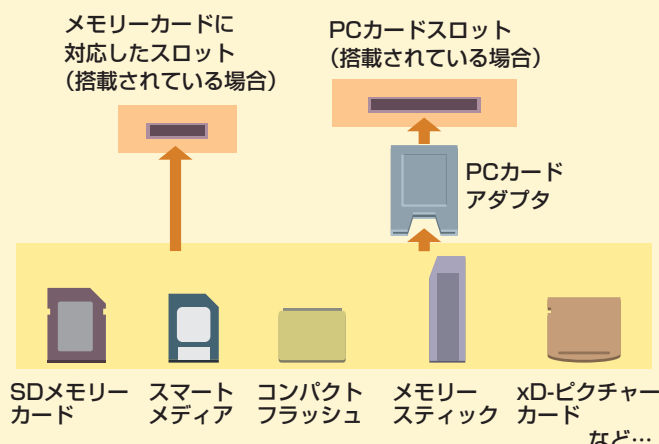 メモリーカードに
対応したスロット
（搭載されている場合）
PCカードスロット
（搭載されている場合）
PCカード
アダプタ
SDメモリー
カード
スマート
メディア
コンパクト
フラッシュ
メモリー
スティック
xD-ピクチャー
カード
など…